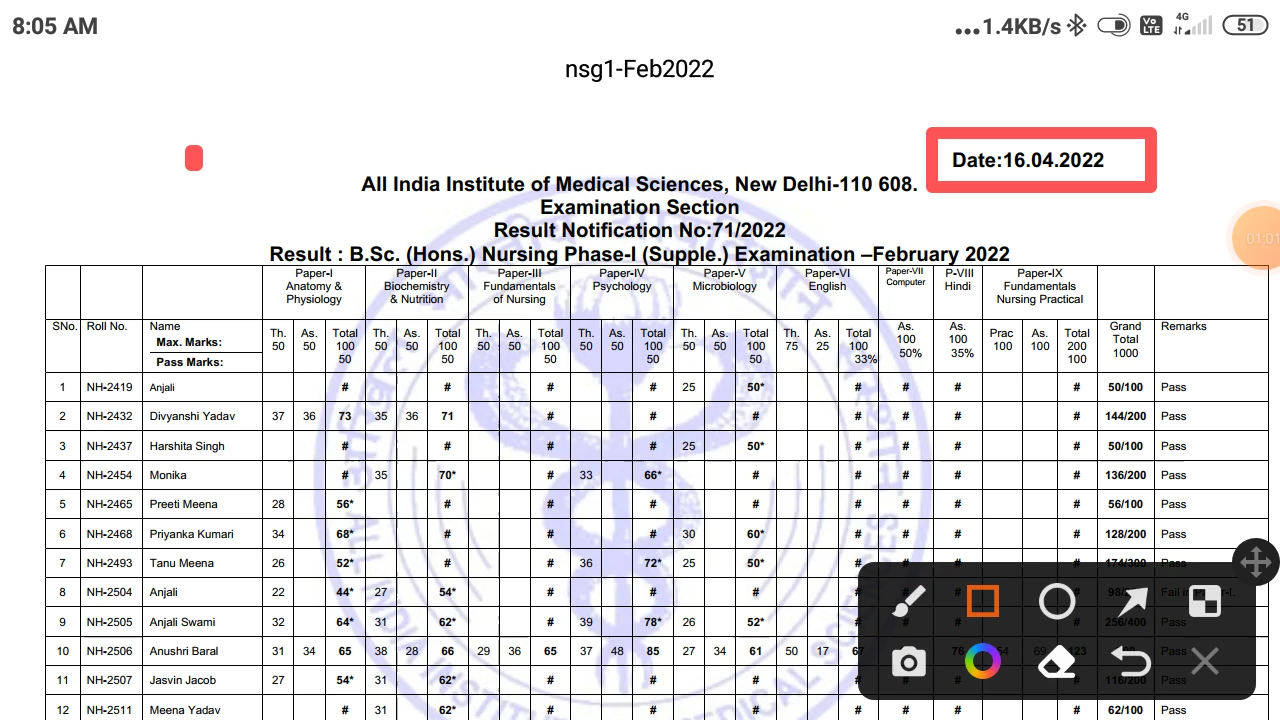 8:05 AM ...1.4KB/s Vo LTE 4G 51
nsg1-Feb2022
Date:16.04.2022
All India Institute of Medical Sciences, New Delhi-110 608.
Examination Section
Result Notification No:71/2022
Result : B.Sc. (Hons.) Nursing Phase-I (Supple.) Examination –February 2022
01:01
Paper-I Paper-II Paper-III Paper-IV Paper-V Paper-VI Paper-VII P-VIII Paper-IX
Anatomy & Biochemistry Fundamentals Psychology Microbiology English Computer Hindi Fundamentals
Physiology & Nutrition of Nursing Nursing Practical
SNo. Roll No. Name Th. As. Total Th. As. Total Th. As. Total Th. As. Total Th. As. Total Th. As. Total As. As. Prac As. Total Grand Remarks
Max. Marks: 50 50 100 50 50 100 50 50 100 50 50 100 50 50 100 75 25 100 100 100 100 100 200 Total
Pass Marks: 50 50 50 50 50 33% 50% 35% 100 1000
1 NH-2419 Anjali # # # # 25 50* # # # # 50/100 Pass
2 NH-2432 Divyanshi Yadav 37 36 73 35 36 71 # # # # # # # 144/200 Pass
3 NH-2437 Harshita Singh # # # # 25 50* # # # # 50/100 Pass
4 NH-2454 Monika # 35 70* # 33 66* # # # # # 136/200 Pass
5 NH-2465 Preeti Meena 28 56* # # # # # # # # 56/100 Pass
6 NH-2468 Priyanka Kumari 34 68* # # # 30 60* # # # # 128/200 Pass
7 NH-2493 Tanu Meena 26 52* # # 36 72* 25 50* # # # # 174/300 Pass
8 NH-2504 Anjali 22 44* 27 54* # # #
9 NH-2505 Anjali Swami 32 64* 31 62* # 39 78* 26 52* # # # # 256/400 Pass
10 NH-2506 Anushri Baral 31 34 65 38 28 66 29 36 65 37 48 85 27 34 61 50 17 67 76 123 Pass
11 NH-2507 Jasvin Jacob 27 54* 31 62* # # # # # # # 116/200 Pass
12 NH-2511 Meena Yadav # 31 62* # # # # # # # 62/100 Pass